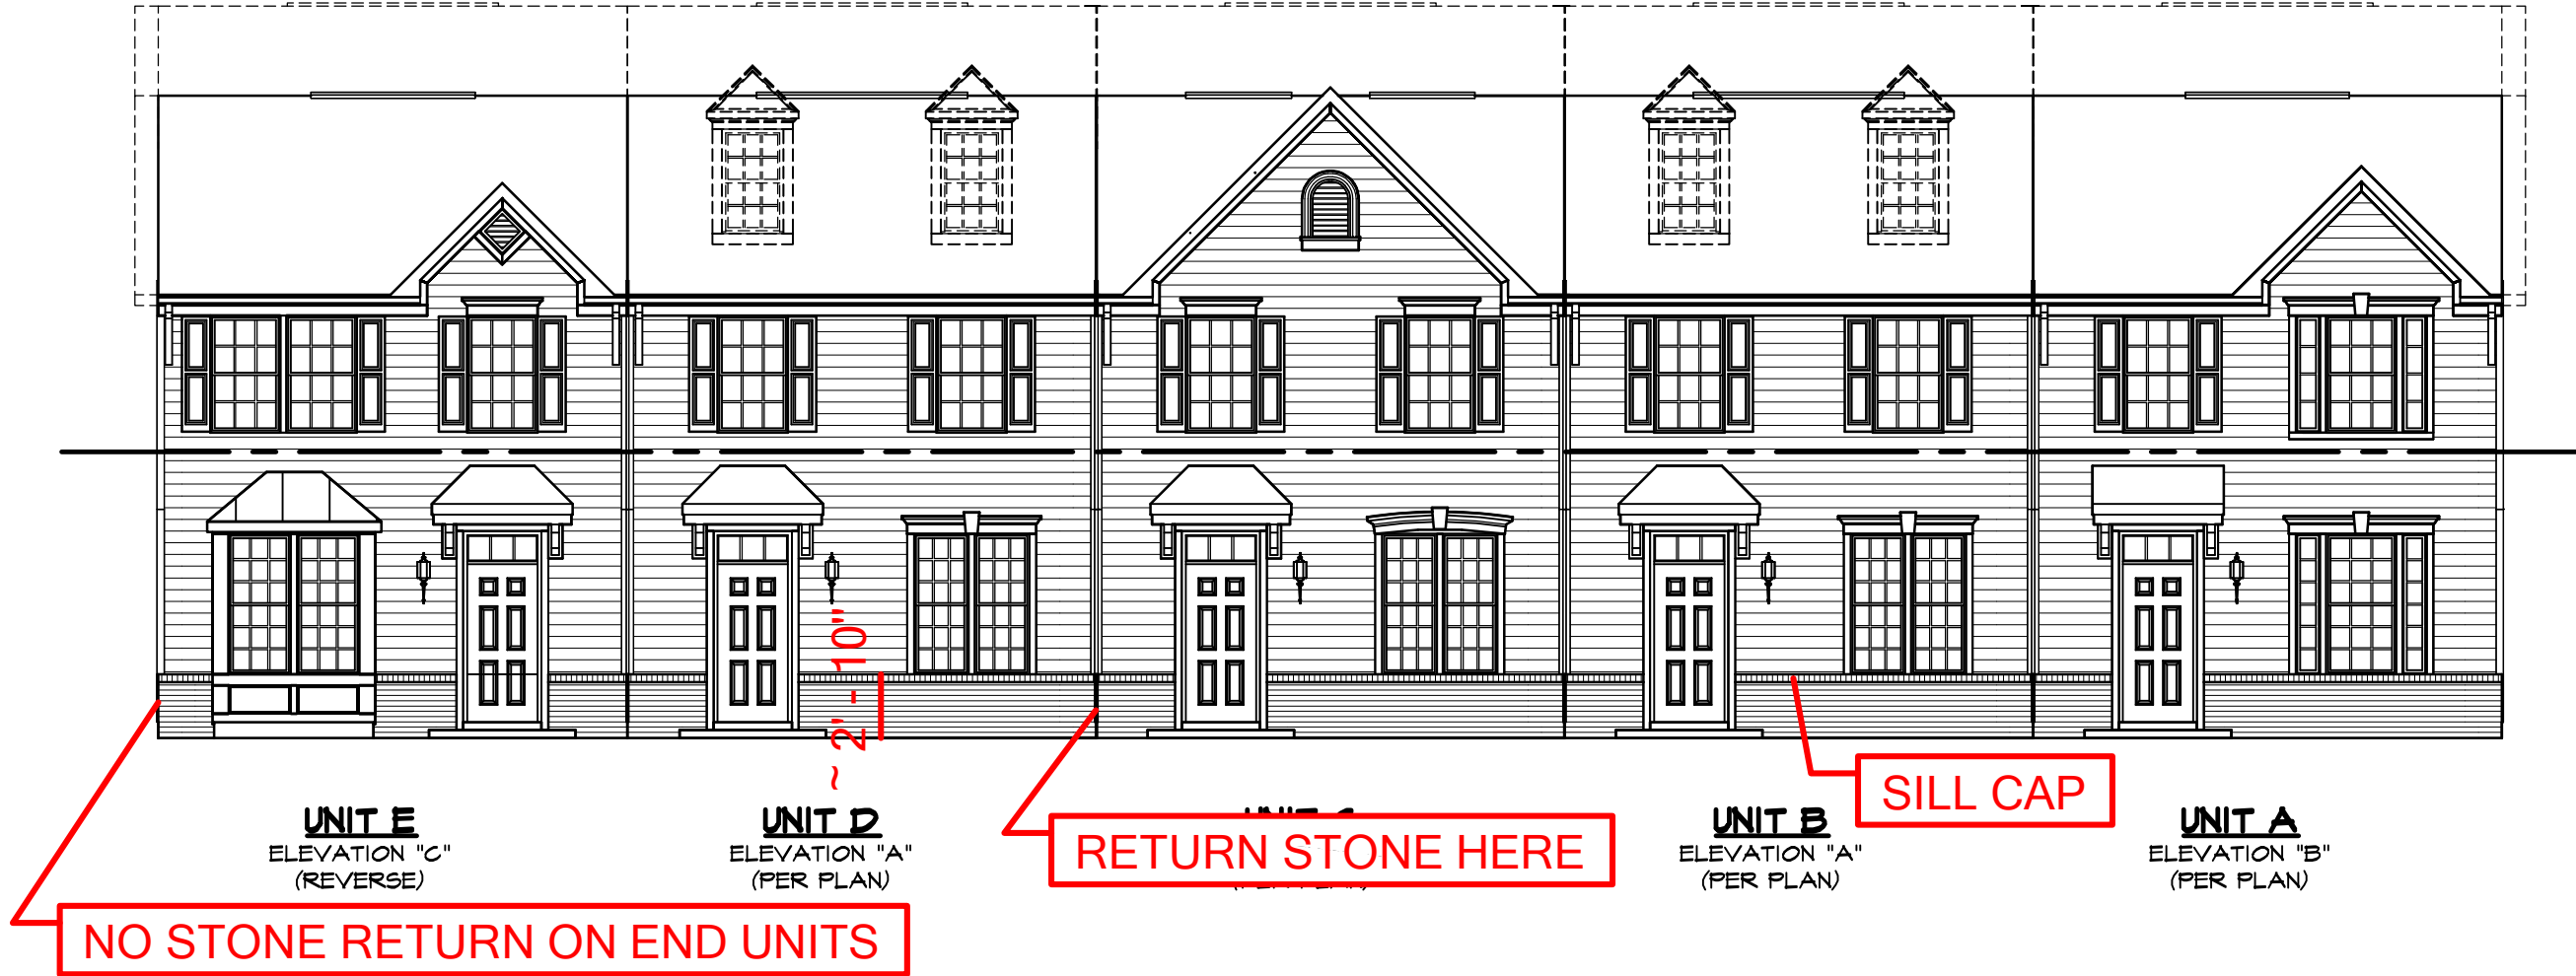 ~ 2' - 10"
SILL CAP
UNIT E
ELEVATION "C"
(REVERSE)
UNIT D
ELEVATION "A"
(PER PLAN)
RETURN STONE HERE
UNIT B
ELEVATION "A"
(PER PLAN)
UNIT A
ELEVATION "B"
(PER PLAN)
NO STONE RETURN ON END UNITS